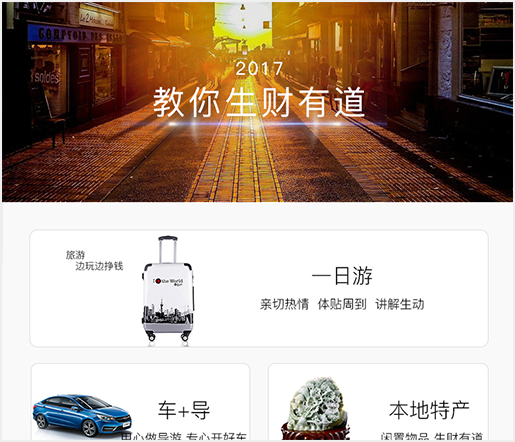 COMPTOIR DES
soldes
2017
教你生财有道
旅游
边玩边挣钱
I the World
一日游
亲切热情 体贴周到 讲解生动
车+导
用心做导游 专心开好车
本地特产
闲置物品 生财有道